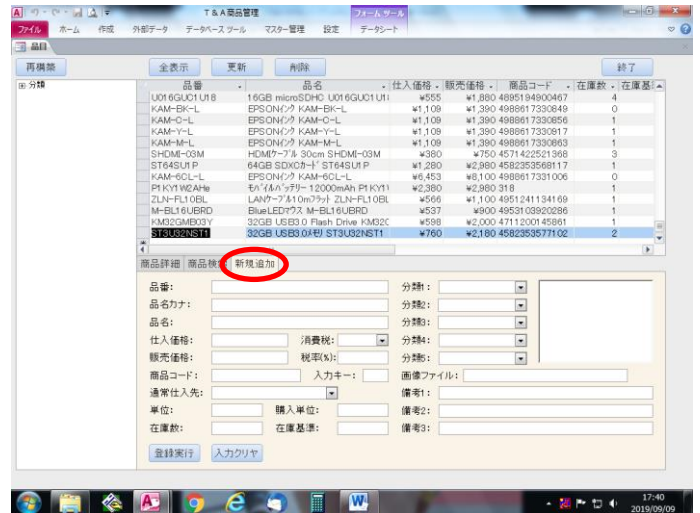 T & A商品管理
フォーム ツール
ファイル ホーム 作成 外部データ データベース ツール マスター管理 設定 データシート
品目
再構築 全表示 更新 削除 終了
分類
品番 品名 仕入価格 販売価格 商品コード 在庫数 在庫基
U016GUC1U18 16GB microSDHC U016GUC1U1 ¥555 ¥1,880 4895194900467 4
KAM-BK-L EPSONインク KAM-BK-L ¥1,109 ¥1,390 4988617330849 0
KAM-C-L EPSONインク KAM-C-L ¥1,109 ¥1,390 4988617330856 1
KAM-Y-L EPSONインク KAM-Y-L ¥1,109 ¥1,390 4988617330917 1
KAM-M-L EPSONインク KAM-M-L ¥1,109 ¥1,390 4988617330863 1
SHDMI-03M HDMIケーブル 30cm SHDMI-03M ¥380 ¥750 4571422521368 3
ST64SU1P 64GB SDXCカード ST64SU1P ¥1,280 ¥2,980 4582353568117 1
KAM-6CL-L EPSONインク KAM-6CL-L ¥6,453 ¥8,100 4988617331006 0
P1KY1W2AHe モバイルバッテリー 12000mAh P1KY1 ¥2,380 ¥2,980 318 1
ZLN-FL10BL LANケーブル10mフラット ZLN-FL10BL ¥566 ¥1,100 4951241134169 1
M-BL16UBRD BlueLEDマウス M-BL16UBRD ¥537 ¥900 4953103920286 1
KM32GMB03Y 32GB USB3.0 Flash Drive KM32G ¥598 ¥2,000 4711200145861 1
ST3U32NST1 32GB USB3.0メモリ ST3U32NST1 ¥760 ¥2,180 4582353577102 2
商品詳細 商品検 新規追加
品番: 分類1:
品名カナ: 分類2:
品名: 分類3:
仕入価格: 消費税: 分類4:
販売価格: 税率(%): 分類5:
商品コード: 入力キー: 画像ファイル:
通常仕入先: 備考1:
単位: 購入単位: 備考2:
在庫数: 在庫基準: 備考3:
登録実行 入力クリヤ
17:40
2019/09/09